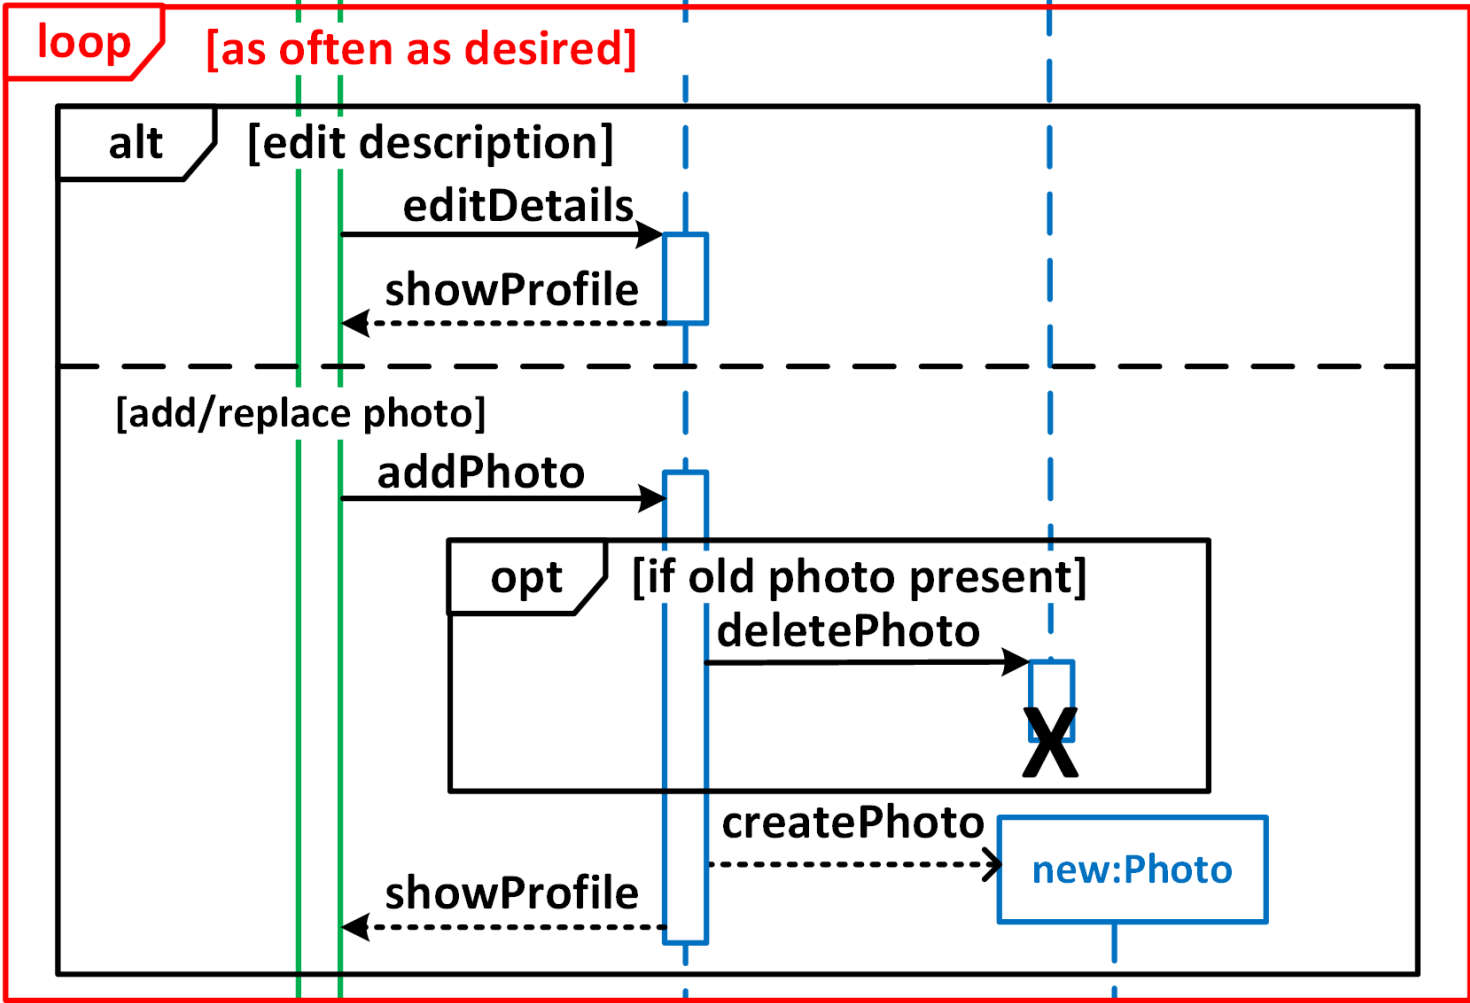 loop [as often as desired]
alt [edit description]
editDetails
showProfile
[add/replace photo]
addPhoto
opt [if old photo present]
deletePhoto
X
createPhoto
new:Photo
showProfile